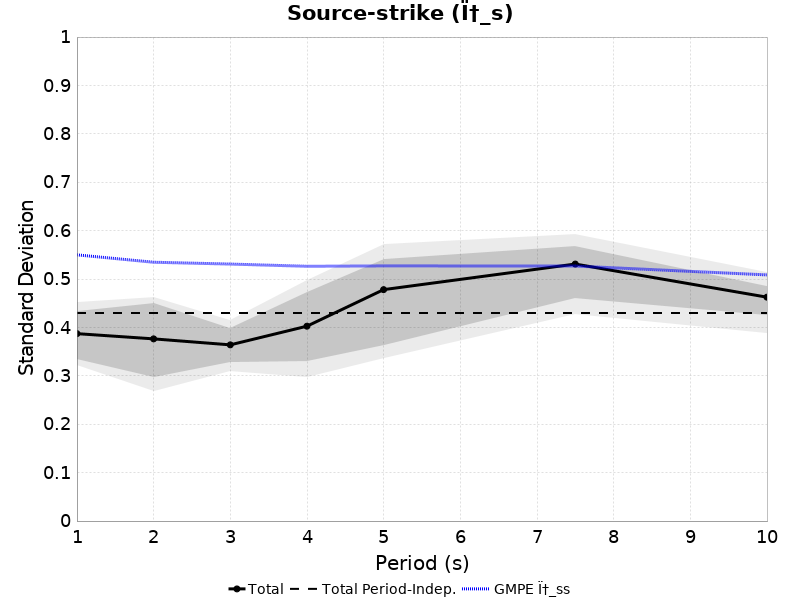 Source-strike (Ï†_s)
1
0.9
0.8
0.7
0.6
0.5
0.4
0.3
0.2
0.1
0
Standard Deviation
1 2 3 4 5 6 7 8 9 10
Period (s)
Total Total Period-Indep. GMPE Ï†_ss